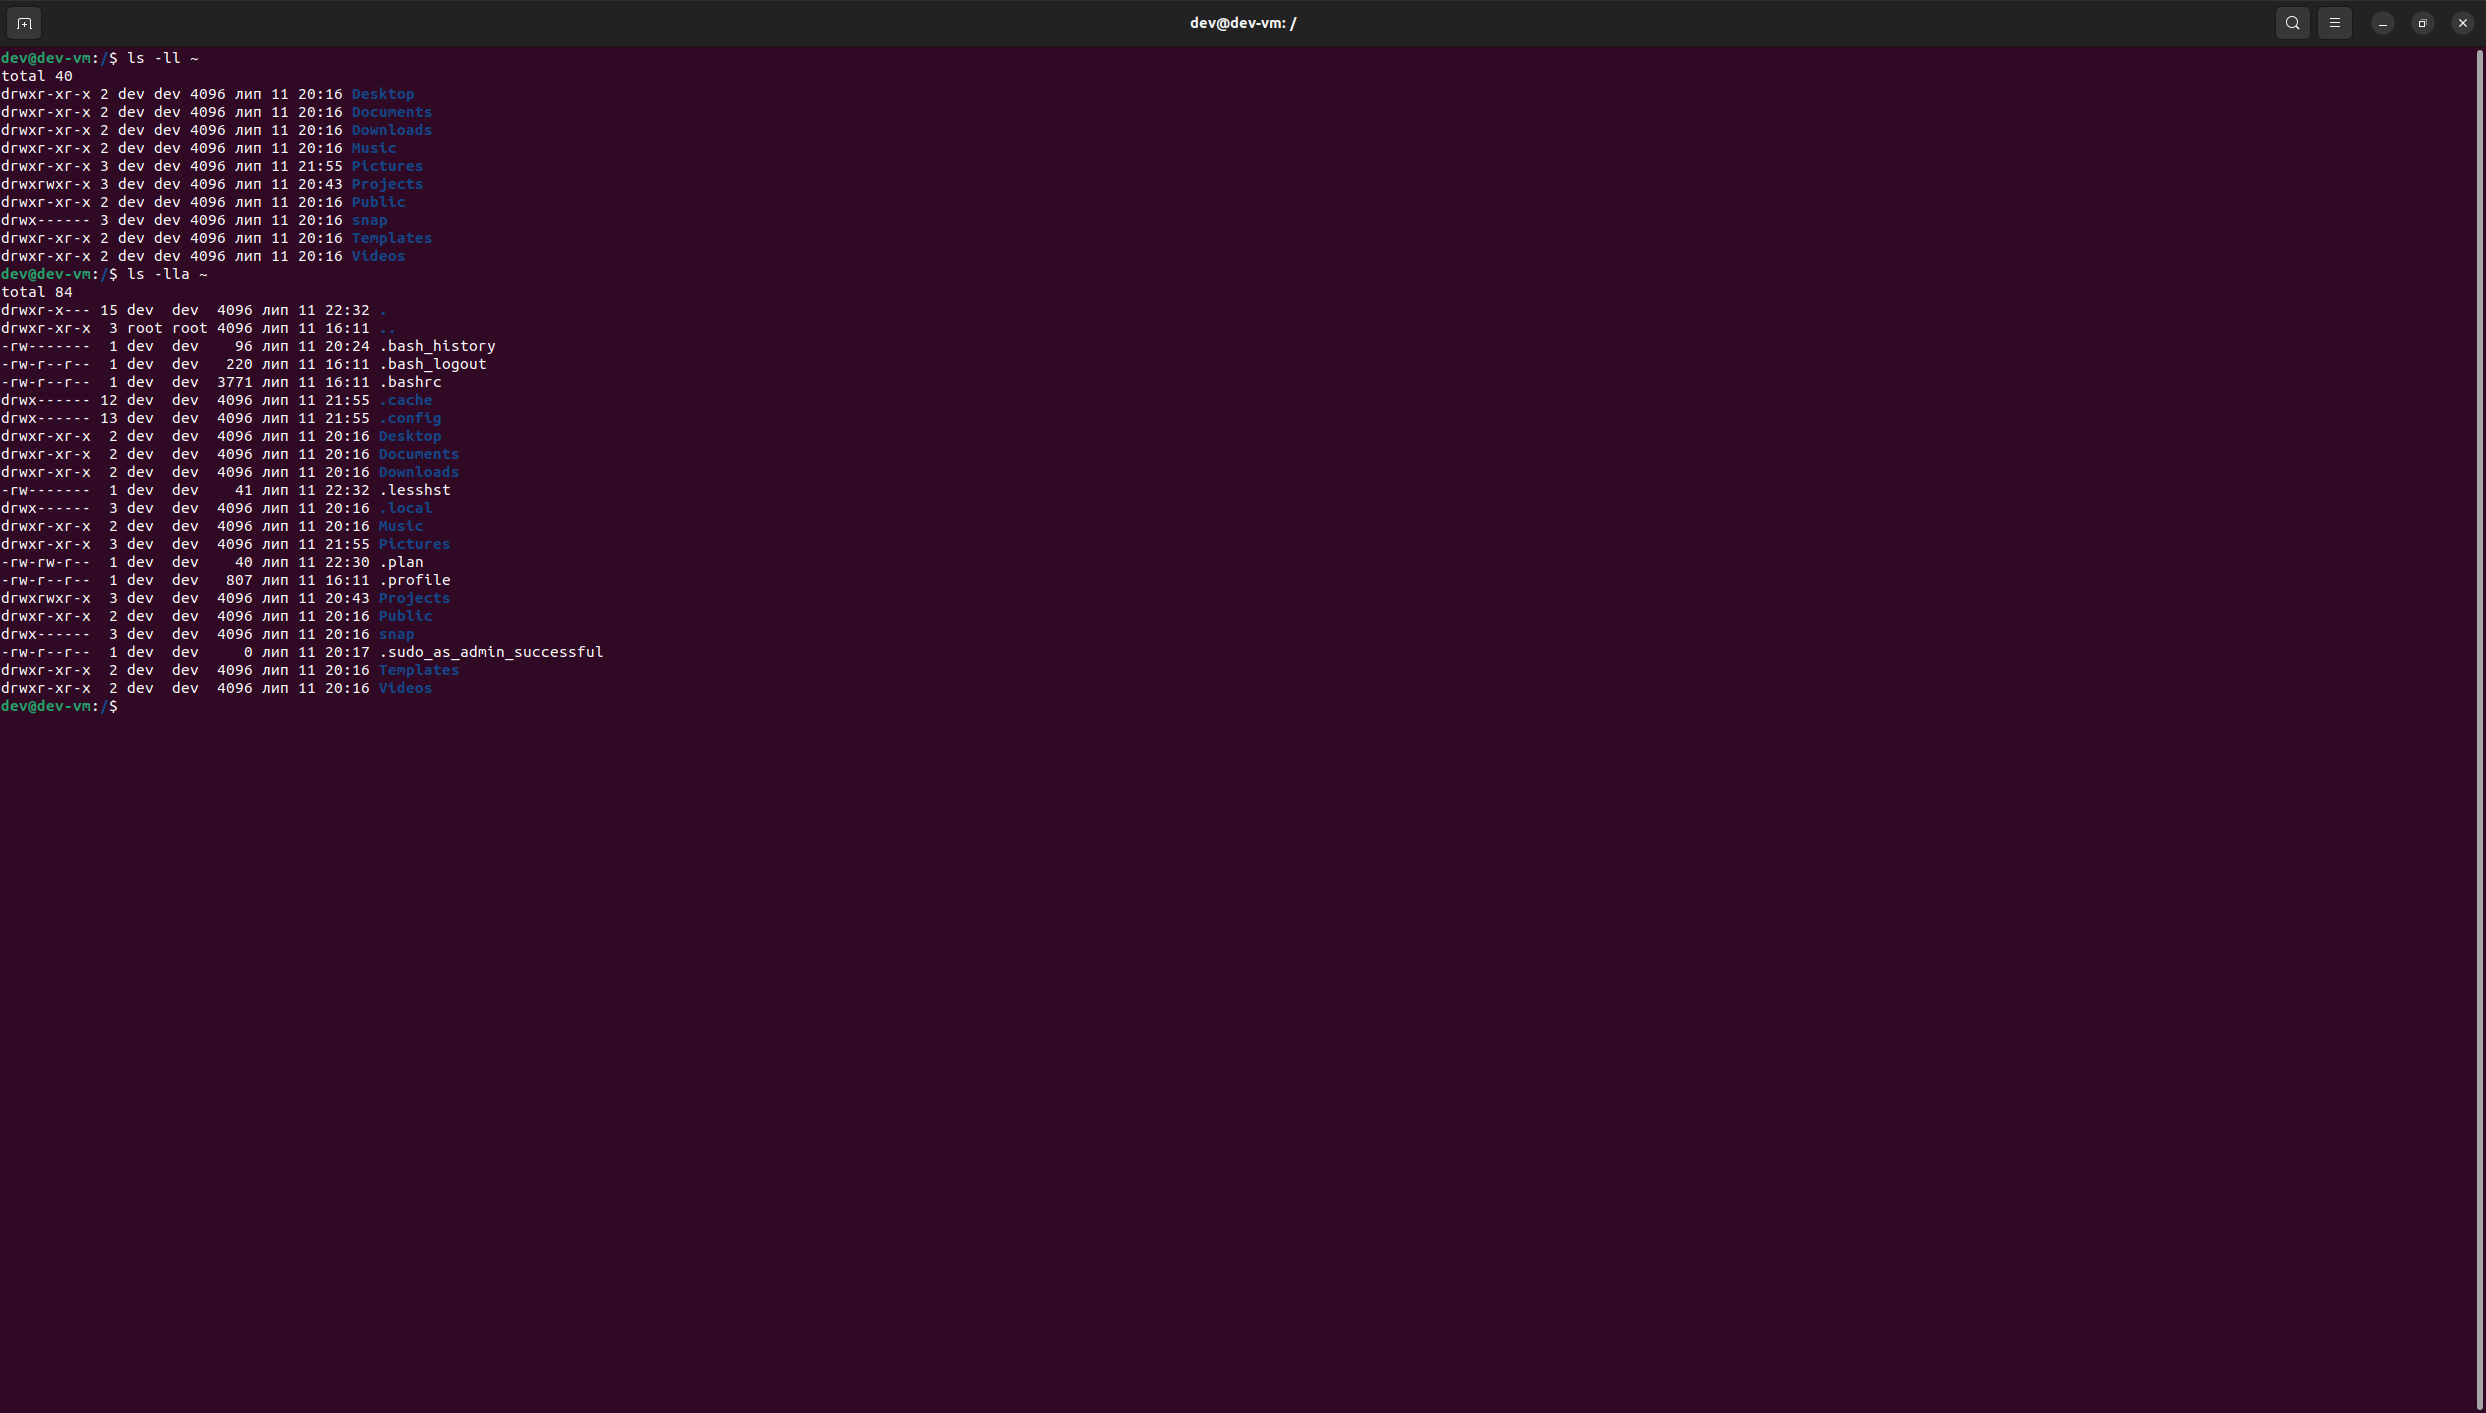 dev@dev-vm: /
dev@dev-vm:/$ ls -ll ~
total 40
drwxr-xr-x 2 dev dev 4096 лип 11 20:16 Desktop
drwxr-xr-x 2 dev dev 4096 лип 11 20:16 Documents
drwxr-xr-x 2 dev dev 4096 лип 11 20:16 Downloads
drwxr-xr-x 2 dev dev 4096 лип 11 20:16 Music
drwxr-xr-x 3 dev dev 4096 лип 11 21:55 Pictures
drwxrwxr-x 3 dev dev 4096 лип 11 20:43 Projects
drwxr-xr-x 2 dev dev 4096 лип 11 20:16 Public
drwx------ 3 dev dev 4096 лип 11 20:16 snap
drwxr-xr-x 2 dev dev 4096 лип 11 20:16 Templates
drwxr-xr-x 2 dev dev 4096 лип 11 20:16 Videos
dev@dev-vm:/$ ls -lla ~
total 84
drwxr-x--- 15 dev  dev  4096 лип 11 22:32 .
drwxr-xr-x  3 root root 4096 лип 11 16:11 ..
-rw-------  1 dev  dev    96 лип 11 20:24 .bash_history
-rw-r--r--  1 dev  dev   220 лип 11 16:11 .bash_logout
-rw-r--r--  1 dev  dev  3771 лип 11 16:11 .bashrc
drwx------ 12 dev  dev  4096 лип 11 21:55 .cache
drwx------ 13 dev  dev  4096 лип 11 21:55 .config
drwxr-xr-x  2 dev  dev  4096 лип 11 20:16 Desktop
drwxr-xr-x  2 dev  dev  4096 лип 11 20:16 Documents
drwxr-xr-x  2 dev  dev  4096 лип 11 20:16 Downloads
-rw-------  1 dev  dev    41 лип 11 22:32 .lesshst
drwx------  3 dev  dev  4096 лип 11 20:16 .local
drwxr-xr-x  2 dev  dev  4096 лип 11 20:16 Music
drwxr-xr-x  3 dev  dev  4096 лип 11 21:55 Pictures
-rw-rw-r--  1 dev  dev    40 лип 11 22:30 .plan
-rw-r--r--  1 dev  dev   807 лип 11 16:11 .profile
drwxrwxr-x  3 dev  dev  4096 лип 11 20:43 Projects
drwxr-xr-x  2 dev  dev  4096 лип 11 20:16 Public
drwx------  3 dev  dev  4096 лип 11 20:16 snap
-rw-r--r--  1 dev  dev     0 лип 11 20:17 .sudo_as_admin_successful
drwxr-xr-x  2 dev  dev  4096 лип 11 20:16 Templates
drwxr-xr-x  2 dev  dev  4096 лип 11 20:16 Videos
dev@dev-vm:/$